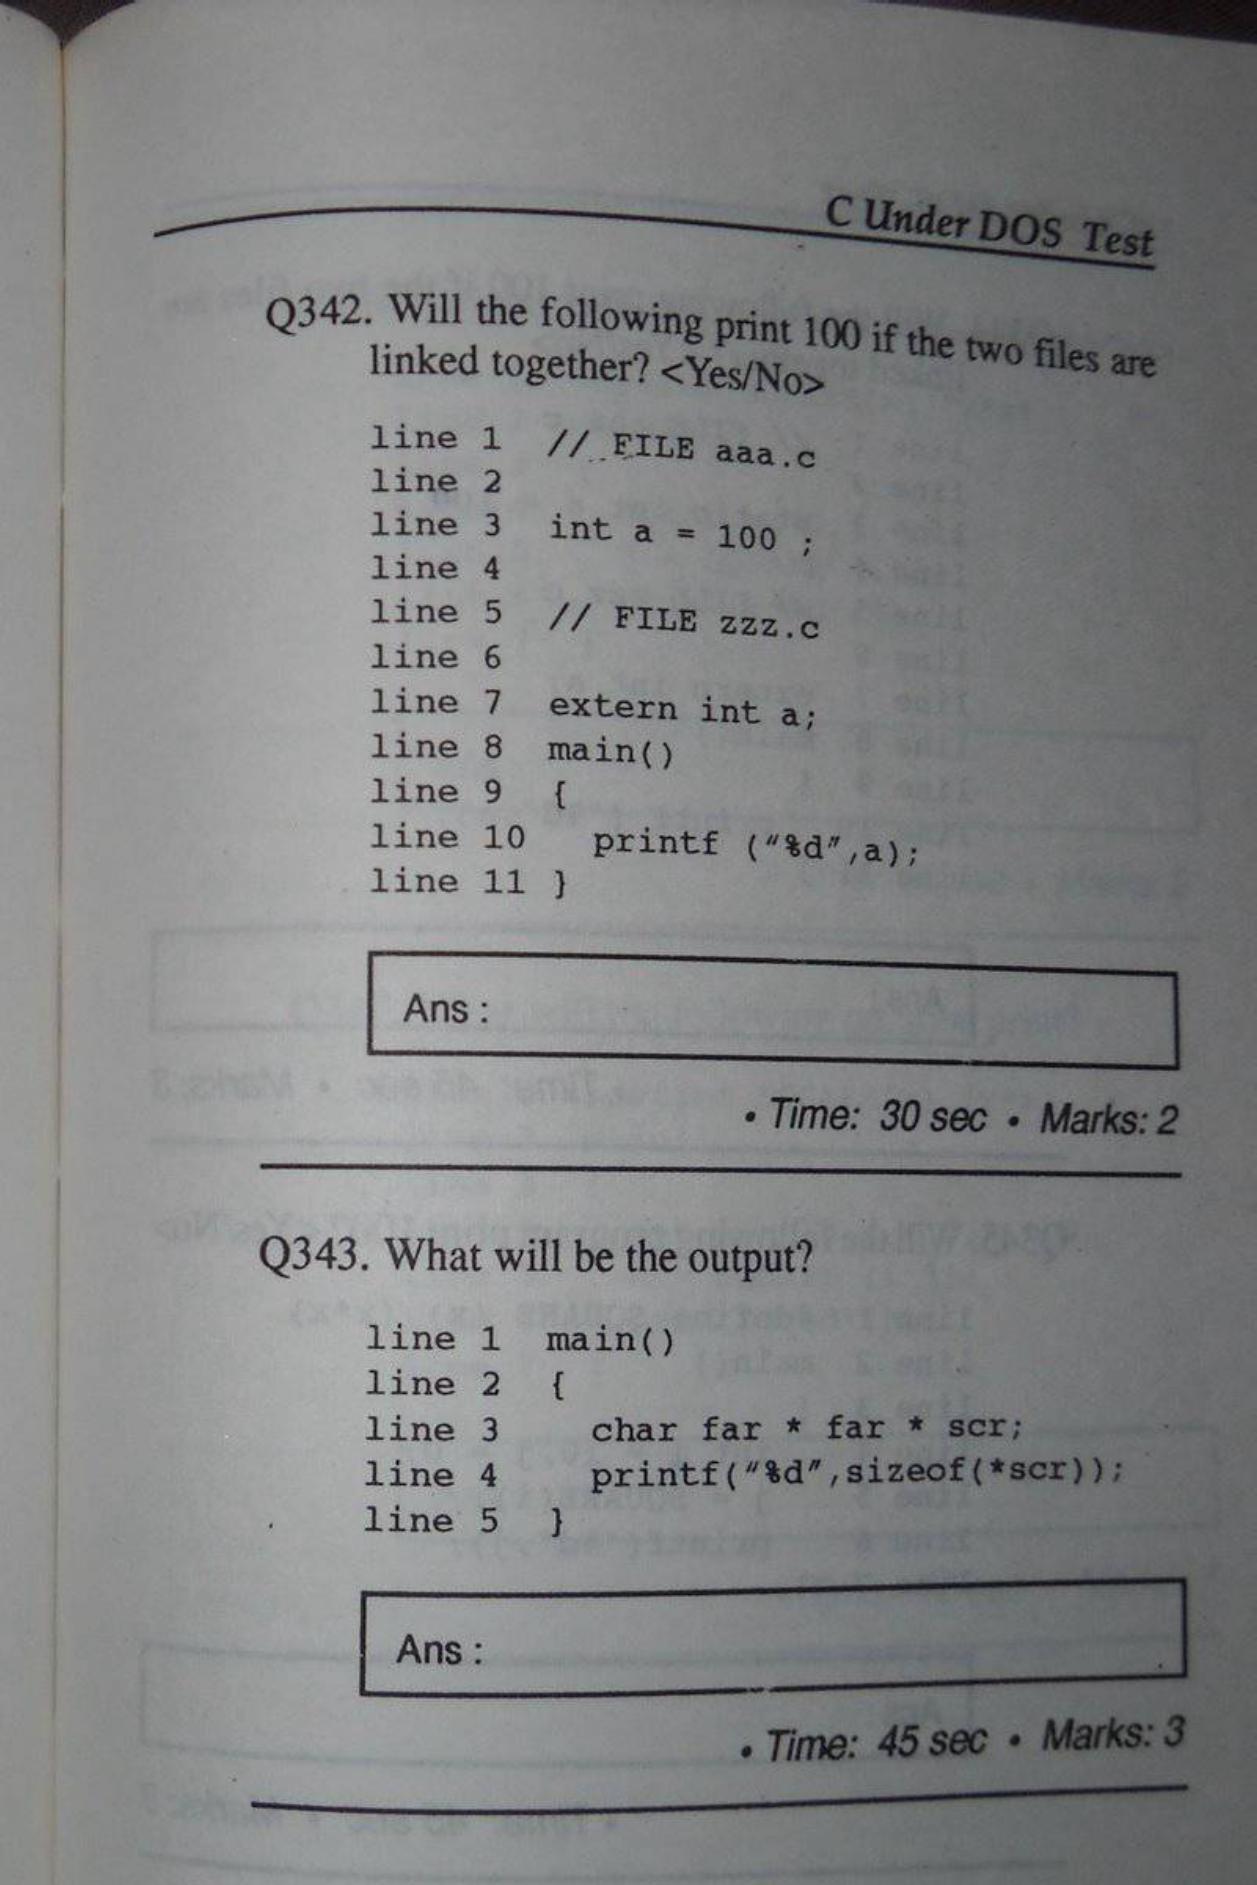 C Under DOS Test
Q342. Will the following print 100 if the two files are
linked together? <Yes/No>
line 1 // FILE aaa.c
line 2
line 3 int a = 100 ;
line 4
line 5 // FILE zzz.c
line 6
line 7 extern int a;
line 8 main()
line 9 {
line 10 printf ("%d",a);
line 11 }
Ans :
• Time: 30 sec • Marks: 2
Q343. What will be the output?
line 1 main()
line 2 {
line 3 char far * far * scr;
line 4 printf("%d",sizeof(*scr));
line 5 }
Ans :
• Time: 45 sec • Marks: 3